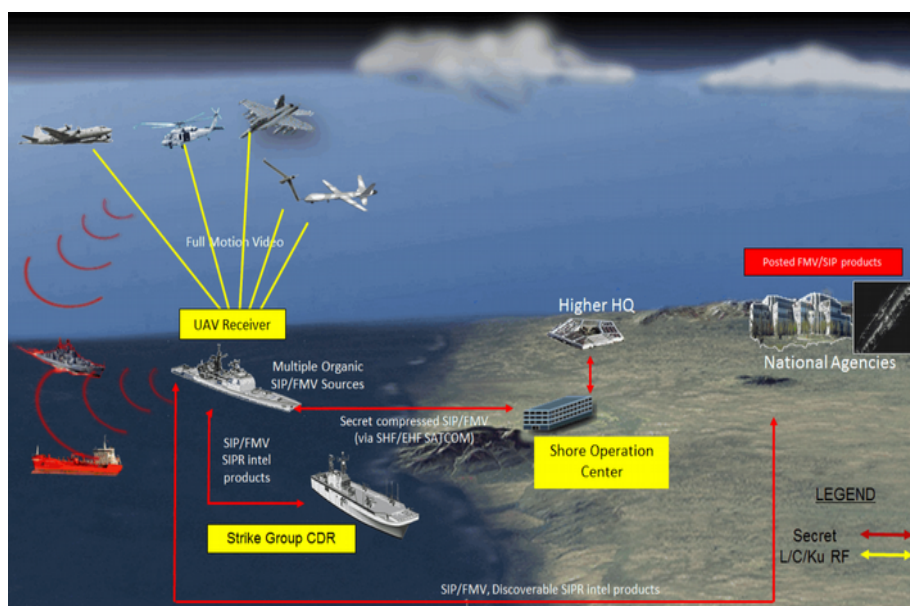 Full Motion Video
Posted FMV/SIP products
Higher HQ
UAV Receiver
National Agencies
Multiple Organic
SIP/FMV Sources
Secret compressed SIP/FMV
(via SHF/EHF SATCOM)
SIP/FMV
SIPR intel
products
Shore Operation
Center
Strike Group CDR
LEGEND
Secret
L/C/Ku RF
SIP/FMV, Discoverable SIPR intel products